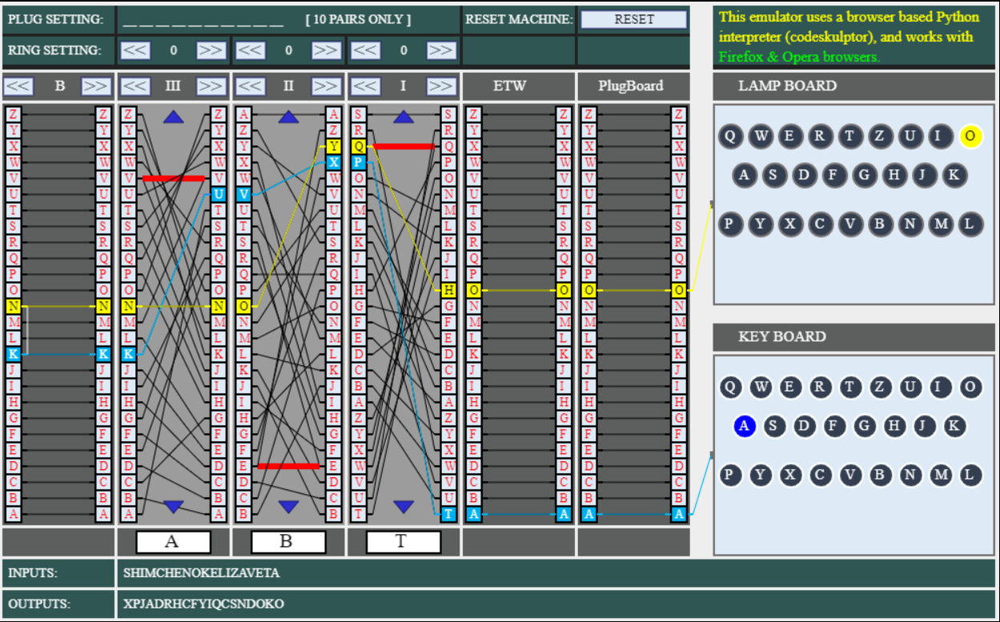 PLUG SETTING: _ _ _ _ _ _ _ _ _ _ [ 10 PAIRS ONLY ] RESET MACHINE: RESET
RING SETTING: << 0 >> << 0 >> << 0 >>
This emulator uses a browser based Python
interpreter (codeskulptor), and works with
Firefox & Opera browsers.
<< B >> << III >> << II >> << I >> ETW PlugBoard
Z Z Z Z A A S S Z Z Z Z
Y Y Y Y Z Z R R Y Y Y Y
X X X X Y Y Q Q X X X X
W W W W X X P P W W W W
V V V V W W O O V V V V
U U U U V V N N U U U U
T T T T U U M M T T T T
S S S S T T L L S S S S
R R R R S S K K R R R R
Q Q Q Q R R J J Q Q Q Q
P P P P Q Q I I P P P P
O O O O P P H H O O O O
N N N N O O G G N N N N
M M M M N N F F M M M M
L L L L M M E E L L L L
K K K K L L D D K K K K
J J J J K K C C J J J J
I I I I J J B B I I I I
H H H H I I A A H H H H
G G G G H H Z Z G G G G
F F F F G G Y Y F F F F
E E E E F F X X E E E E
D D D D E E W W D D D D
C C C C D D V V C C C C
B B B B C C U U B B B B
A A A A B B T T A A A A
A B T
LAMP BOARD
Q W E R T Z U I O
A S D F G H J K
P Y X C V B N M L
KEY BOARD
Q W E R T Z U I O
A S D F G H J K
P Y X C V B N M L
INPUTS: SHIMCHENOKELIZAVETA
OUTPUTS: XPJADRHCFYIQCSNDOKO